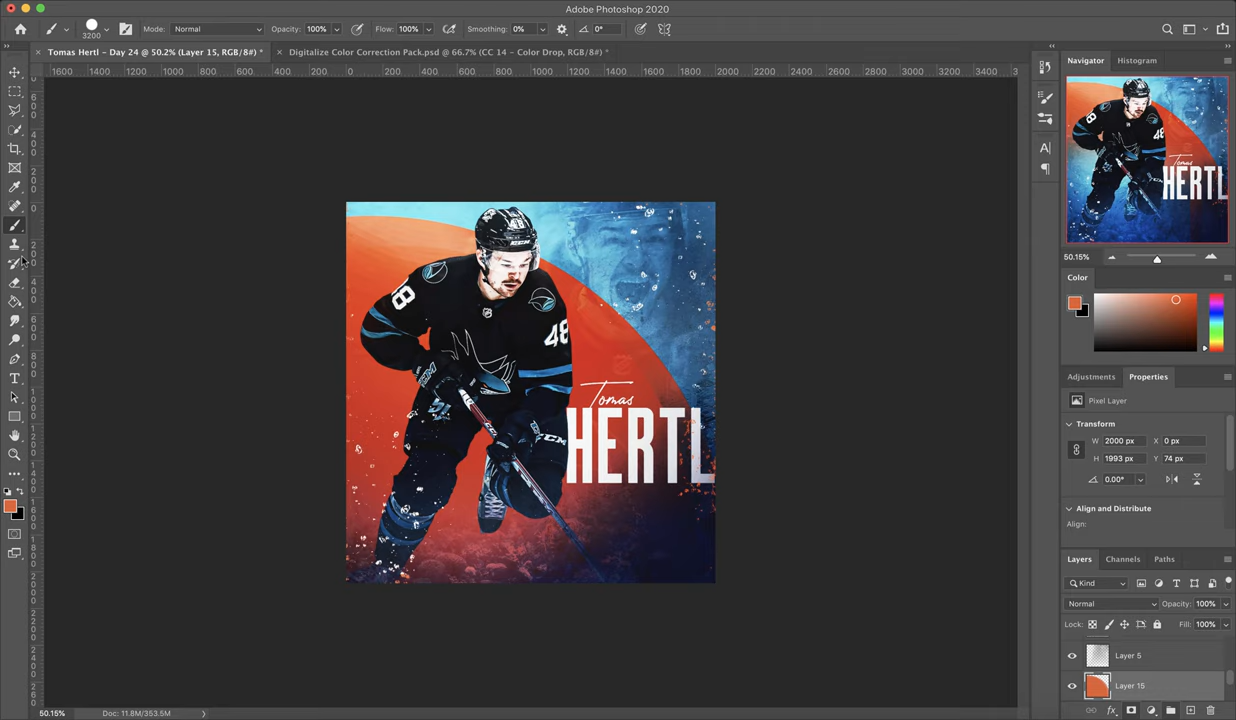 Adobe Photoshop 2020
3200
Mode: Normal
Opacity: 100%
Flow: 100%
Smoothing: 0%
0°
Tomas Hertl – Day 24 @ 50.2% (Layer 15, RGB/8#) *
Digitalize Color Correction Pack.psd @ 66.7% (CC 14 – Color Drop, RGB/8#) *
1600 1400 1200 1000 800 600 400 200 0 200 400 600 800 1000 1200 1400 1600 1800 2000 2200 2400 2600 2800 3000 3200 3400 3
Navigator
Histogram
50.15%
Color
48
CCM
48
48
Tomas
HERTL
CCM
Adjustments
Properties
Pixel Layer
Transform
W 2000 px X 0 px
H 1993 px Y 74 px
0.00°
Align and Distribute
Align:
Layers
Channels
Paths
Kind
Normal
Opacity: 100%
Lock:
Fill: 100%
Layer 5
Layer 15
50.15%
Doc: 11.8M/353.5M